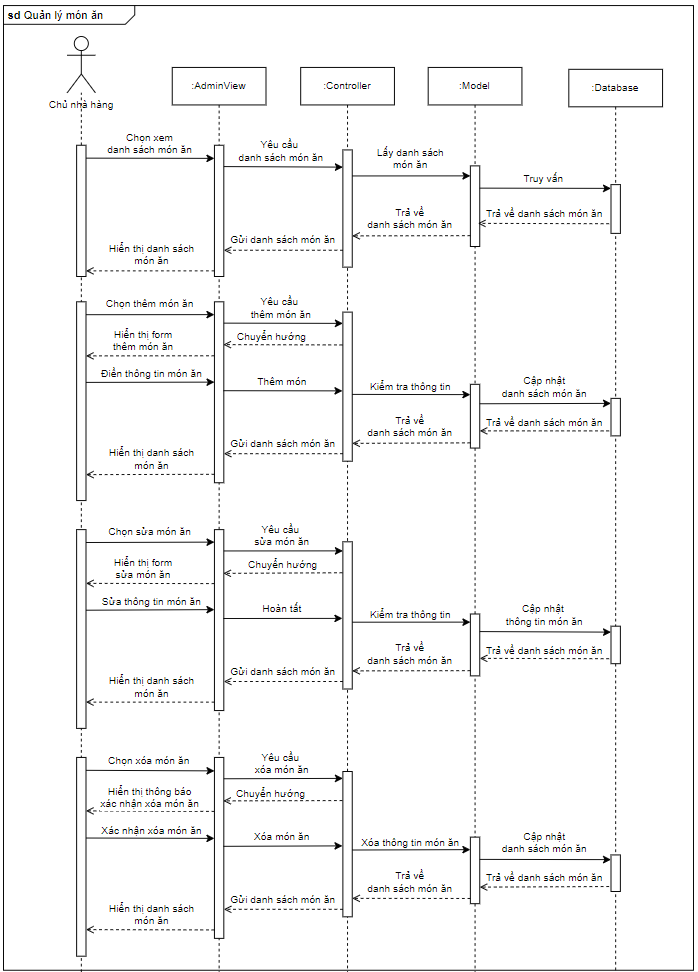 sd Quản lý món ăn
Chủ nhà hàng
:AdminView
:Controller
:Model
:Database
Chọn xem
danh sách món ăn
Yêu cầu
danh sách món ăn
Lấy danh sách
món ăn
Truy vấn
Trả về danh sách món ăn
Trả về
danh sách món ăn
Gửi danh sách món ăn
Hiển thị danh sách
món ăn
Chọn thêm món ăn
Yêu cầu
thêm món ăn
Chuyển hướng
Hiển thị form
thêm món ăn
Điền thông tin món ăn
Thêm món
Kiểm tra thông tin
Cập nhật
danh sách món ăn
Trả về danh sách món ăn
Trả về
danh sách món ăn
Gửi danh sách món ăn
Hiển thị danh sách
món ăn
Chọn sửa món ăn
Yêu cầu
sửa món ăn
Chuyển hướng
Hiển thị form
sửa món ăn
Sửa thông tin món ăn
Hoàn tất
Kiểm tra thông tin
Cập nhật
thông tin món ăn
Trả về danh sách món ăn
Trả về
danh sách món ăn
Gửi danh sách món ăn
Hiển thị danh sách
món ăn
Chọn xóa món ăn
Yêu cầu
xóa món ăn
Chuyển hướng
Hiển thị thông báo
xác nhận xóa món ăn
Xác nhận xóa món ăn
Xóa món ăn
Xóa thông tin món ăn
Cập nhật
danh sách món ăn
Trả về danh sách món ăn
Trả về
danh sách món ăn
Gửi danh sách món ăn
Hiển thị danh sách
món ăn